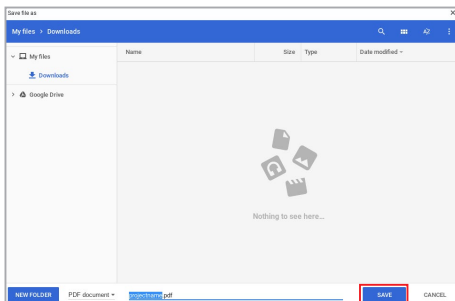 Save file as
My files > Downloads
Name Size Type Date modified
My files
Downloads
Google Drive
Nothing to see here...
NEW FOLDER PDF document projectname.pdf SAVE CANCEL